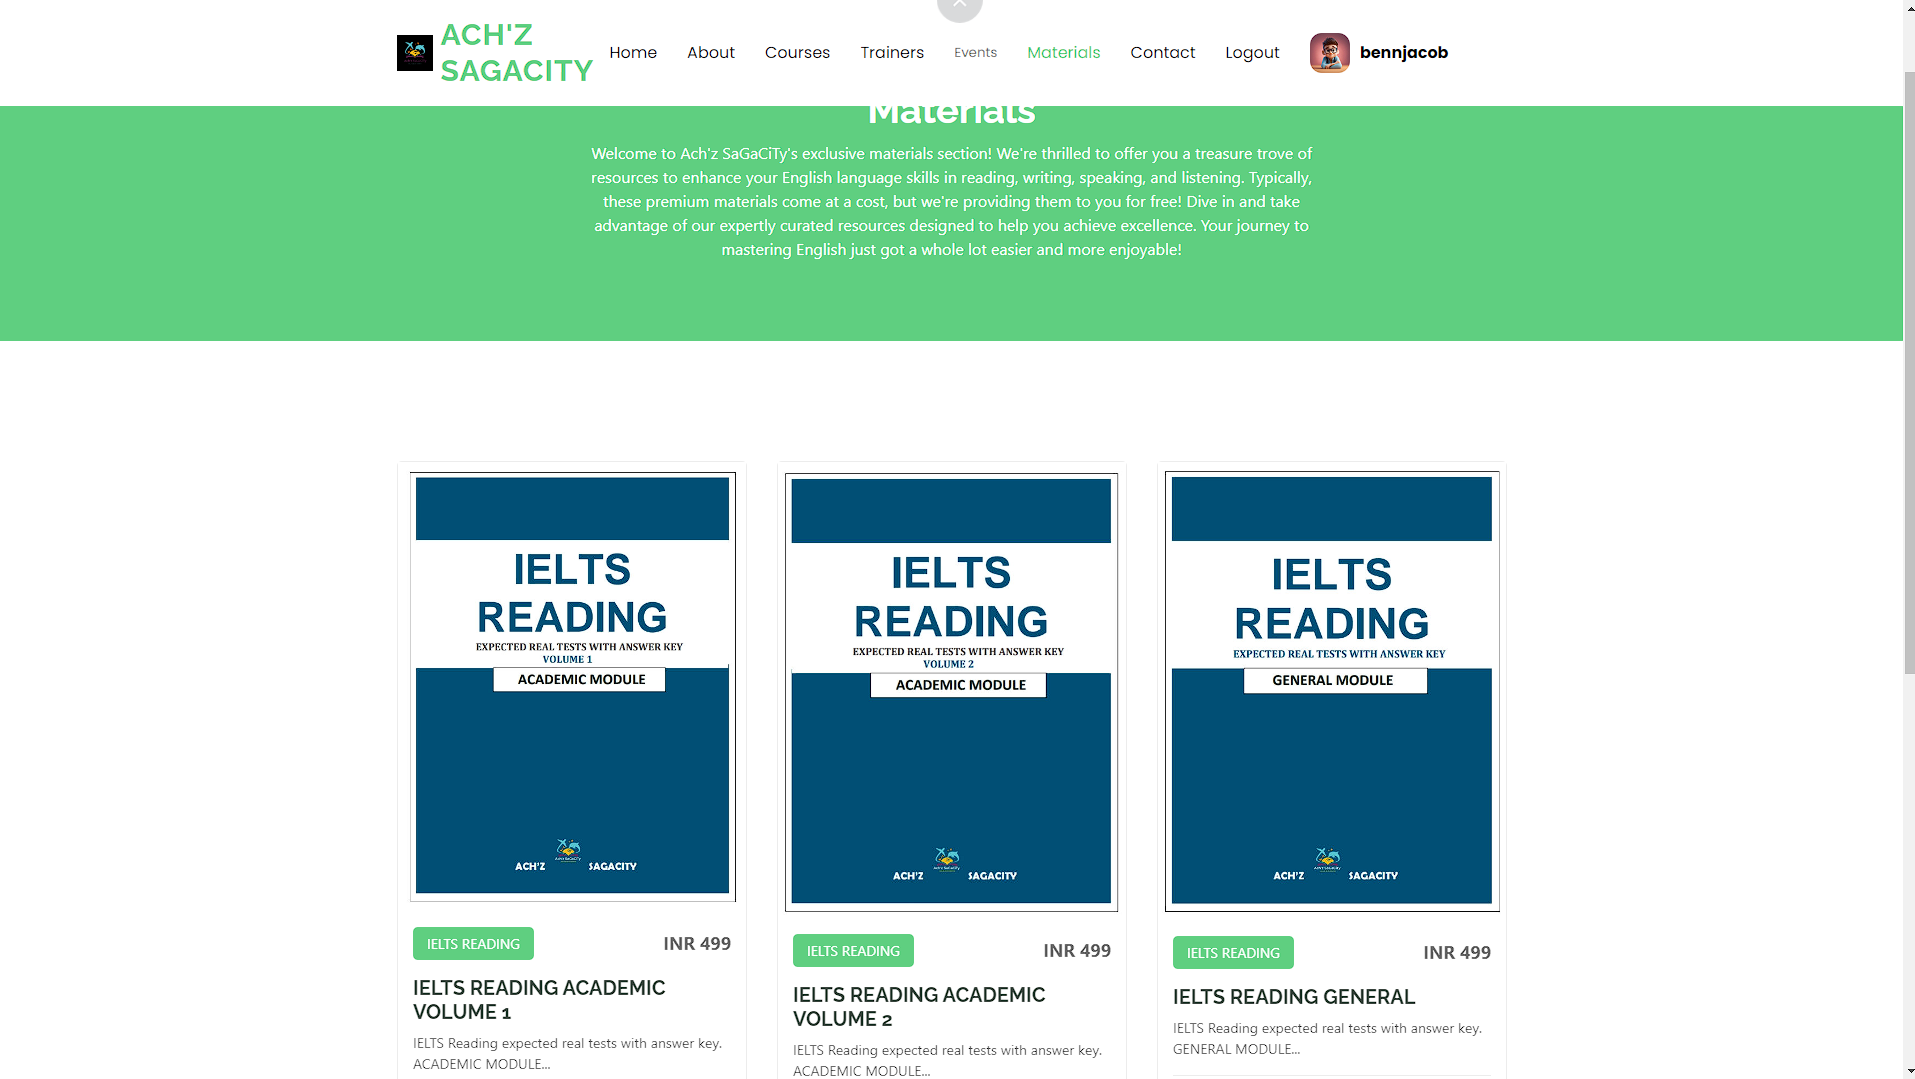 ACH'Z
SAGACITY
Home
About
Courses
Trainers
Events
Materials
Contact
Logout
bennjacob
Materials
Welcome to Ach'z SaGaCiTy's exclusive materials section! We're thrilled to offer you a treasure trove of
resources to enhance your English language skills in reading, writing, speaking, and listening. Typically,
these premium materials come at a cost, but we're providing them to you for free! Dive in and take
advantage of our expertly curated resources designed to help you achieve excellence. Your journey to
mastering English just got a whole lot easier and more enjoyable!
IELTS
READING
EXPECTED REAL TESTS WITH ANSWER KEY
VOLUME 1
ACADEMIC MODULE
ACH'Z SAGACITY
IELTS READING
INR 499
IELTS READING ACADEMIC
VOLUME 1
IELTS Reading expected real tests with answer key.
ACADEMIC MODULE...
IELTS
READING
EXPECTED REAL TESTS WITH ANSWER KEY
VOLUME 2
ACADEMIC MODULE
ACH'Z SAGACITY
IELTS READING
INR 499
IELTS READING ACADEMIC
VOLUME 2
IELTS Reading expected real tests with answer key.
ACADEMIC MODULE...
IELTS
READING
EXPECTED REAL TESTS WITH ANSWER KEY
GENERAL MODULE
ACH'Z SAGACITY
IELTS READING
INR 499
IELTS READING GENERAL
IELTS Reading expected real tests with answer key.
GENERAL MODULE...